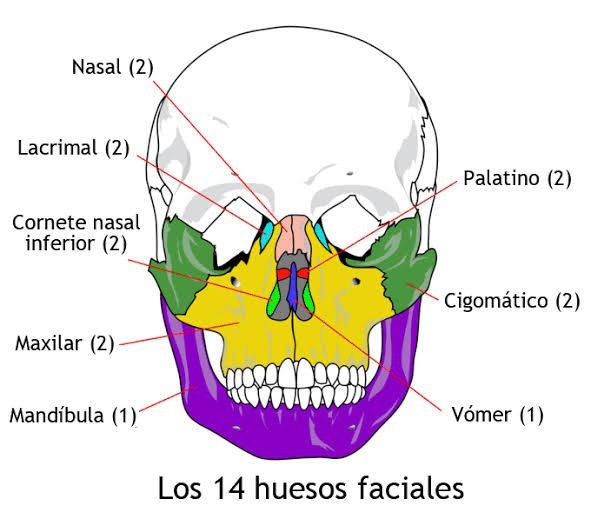 Nasal (2)
Lacrimal (2)
Palatino (2)
Cornete nasal
inferior (2)
Cigomático (2)
Maxilar (2)
Mandíbula (1)
Vómer (1)
Los 14 huesos faciales